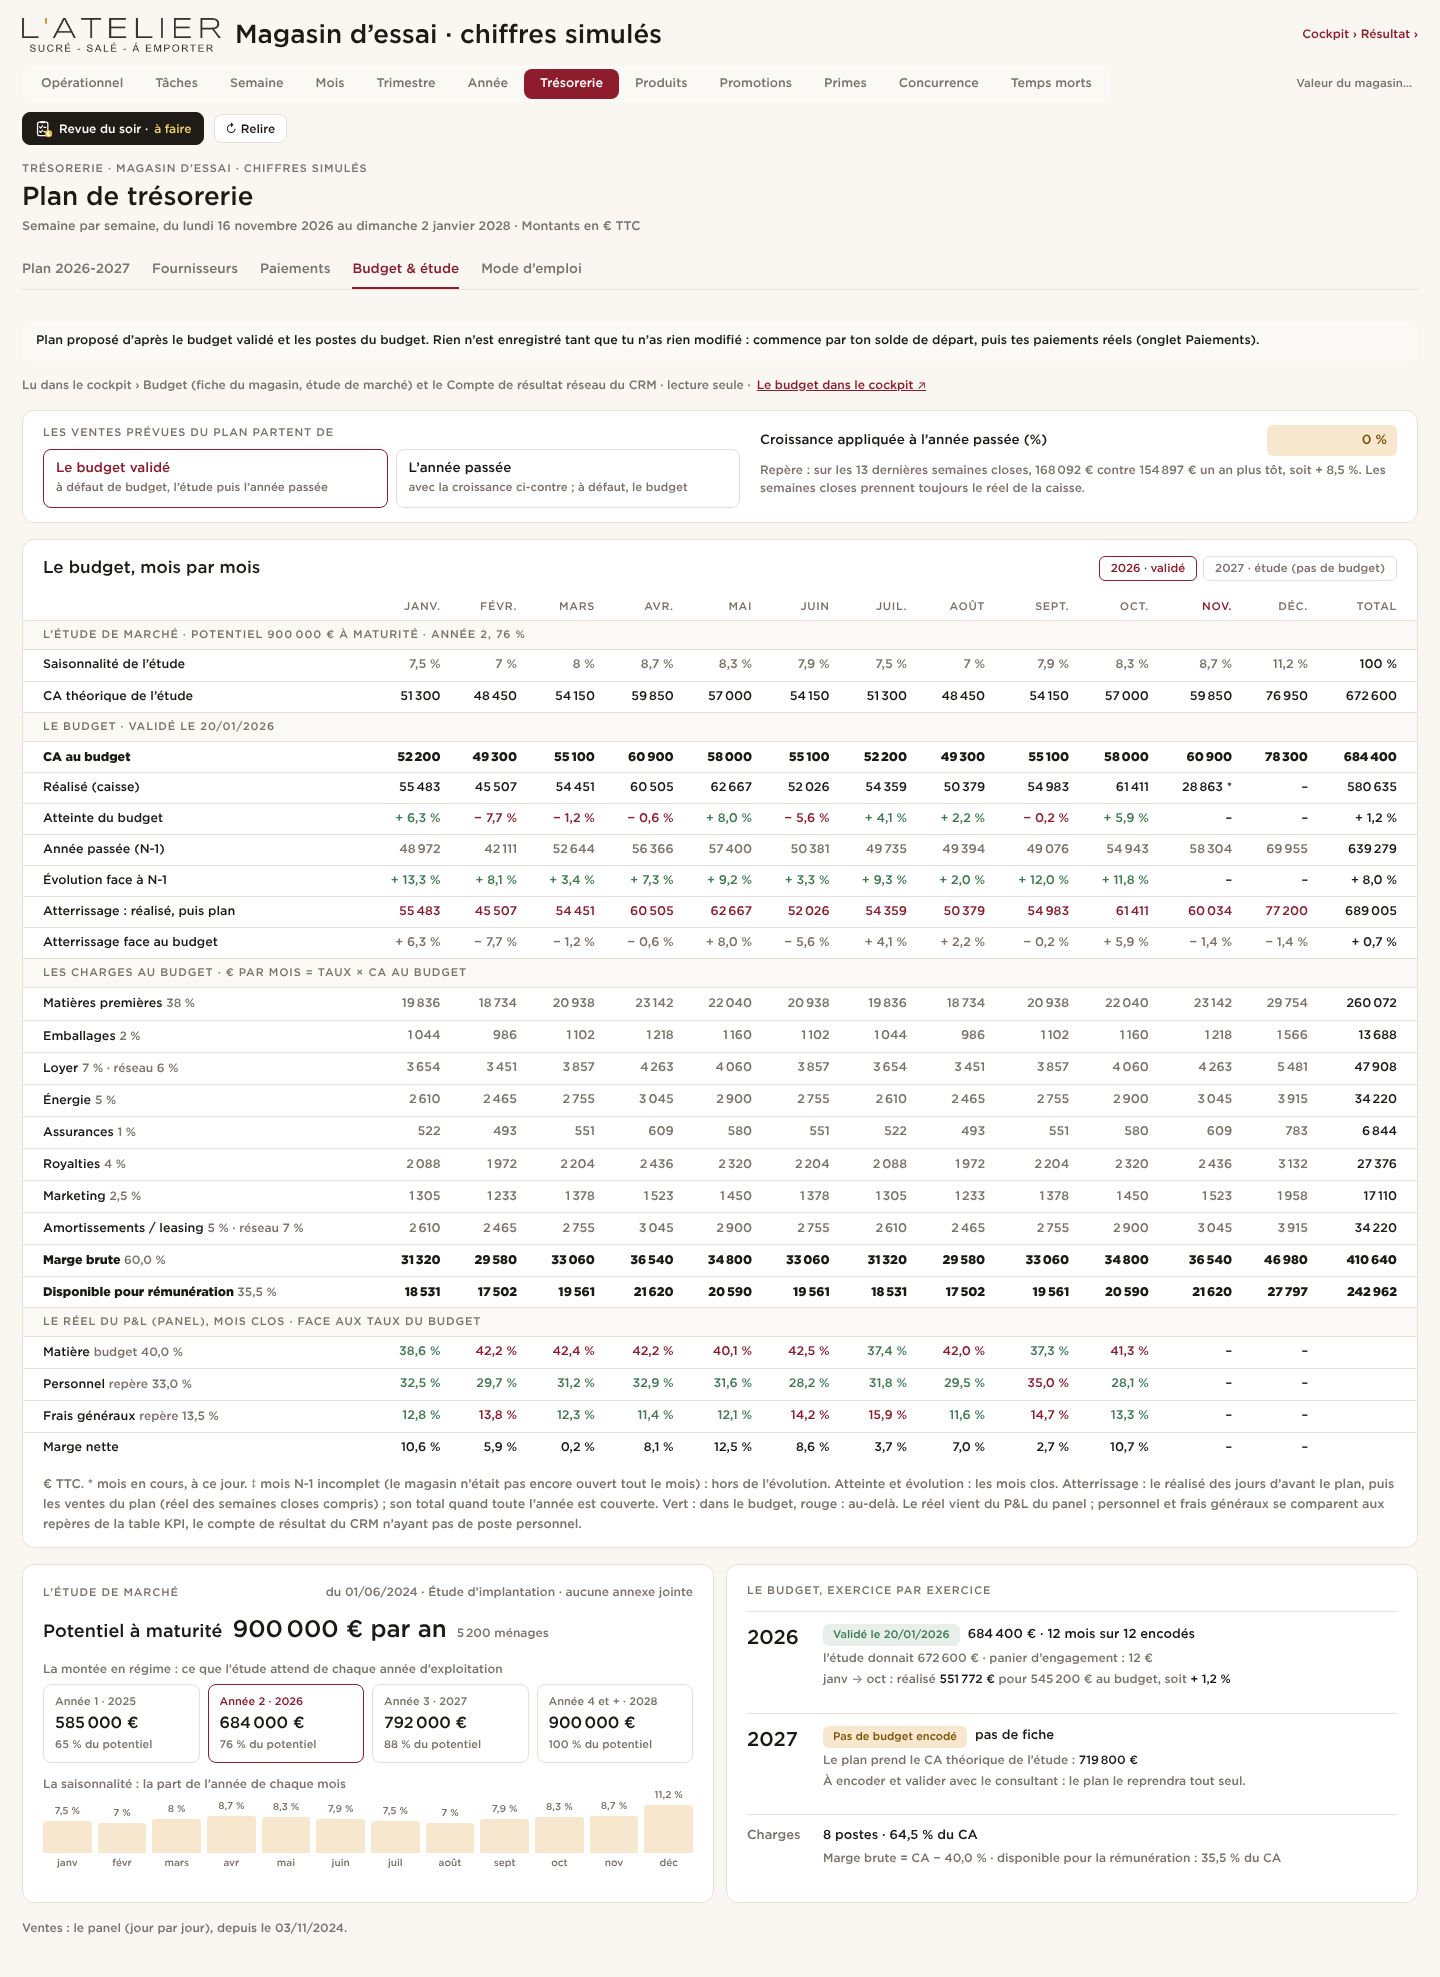 L'ATELIER
SUCRÉ - SALÉ - À EMPORTER
Magasin d'essai · chiffres simulés
Cockpit › Résultat ›
Opérationnel Tâches Semaine Mois Trimestre Année Trésorerie Produits Promotions Primes Concurrence Temps morts Valeur du magasin…
Revue du soir · à faire ↻ Relire
TRÉSORERIE · MAGASIN D'ESSAI · CHIFFRES SIMULÉS
Plan de trésorerie
Semaine par semaine, du lundi 16 novembre 2026 au dimanche 2 janvier 2028 · Montants en € TTC
Plan 2026-2027 Fournisseurs Paiements Budget & étude Mode d'emploi
Plan proposé d'après le budget validé et les postes du budget. Rien n'est enregistré tant que tu n'as rien modifié : commence par ton solde de départ, puis tes paiements réels (onglet Paiements).
Lu dans le cockpit › Budget (fiche du magasin, étude de marché) et le Compte de résultat réseau du CRM · lecture seule · Le budget dans le cockpit ↗
LES VENTES PRÉVUES DU PLAN PARTENT DE
Le budget validé
à défaut de budget, l'étude puis l'année passée
L'année passée
avec la croissance ci-contre ; à défaut, le budget
Croissance appliquée à l'année passée (%) 0 %
Repère : sur les 13 dernières semaines closes, 168 092 € contre 154 897 € un an plus tôt, soit + 8,5 %. Les
semaines closes prennent toujours le réel de la caisse.
Le budget, mois par mois 2026 · validé 2027 · étude (pas de budget)
JANV. FÉVR. MARS AVR. MAI JUIN JUIL. AOÛT SEPT. OCT. NOV. DÉC. TOTAL
L'ÉTUDE DE MARCHÉ · POTENTIEL 900 000 € À MATURITÉ · ANNÉE 2, 76 %
Saisonnalité de l'étude 7,5 % 7 % 8 % 8,7 % 8,3 % 7,9 % 7,5 % 7 % 7,9 % 8,3 % 8,7 % 11,2 % 100 %
CA théorique de l'étude 51 300 48 450 54 150 59 850 57 000 54 150 51 300 48 450 54 150 57 000 59 850 76 950 672 600
LE BUDGET · VALIDÉ LE 20/01/2026
CA au budget 52 200 49 300 55 100 60 900 58 000 55 100 52 200 49 300 55 100 58 000 60 900 78 300 684 400
Réalisé (caisse) 55 483 45 507 54 451 60 505 62 667 52 026 54 359 50 379 54 983 61 411 28 863 * – 580 635
Atteinte du budget + 6,3 % − 7,7 % − 1,2 % − 0,6 % + 8,0 % − 5,6 % + 4,1 % + 2,2 % − 0,2 % + 5,9 % – – + 1,2 %
Année passée (N-1) 48 972 42 111 52 644 56 366 57 400 50 381 49 735 49 394 49 076 54 943 58 304 69 955 639 279
Évolution face à N-1 + 13,3 % + 8,1 % + 3,4 % + 7,3 % + 9,2 % + 3,3 % + 9,3 % + 2,0 % + 12,0 % + 11,8 % – – + 8,0 %
Atterrissage : réalisé, puis plan 55 483 45 507 54 451 60 505 62 667 52 026 54 359 50 379 54 983 61 411 60 034 77 200 689 005
Atterrissage face au budget + 6,3 % − 7,7 % − 1,2 % − 0,6 % + 8,0 % − 5,6 % + 4,1 % + 2,2 % − 0,2 % + 5,9 % − 1,4 % − 1,4 % + 0,7 %
LES CHARGES AU BUDGET · € PAR MOIS = TAUX × CA AU BUDGET
Matières premières 38 % 19 836 18 734 20 938 23 142 22 040 20 938 19 836 18 734 20 938 22 040 23 142 29 754 260 072
Emballages 2 % 1 044 986 1 102 1 218 1 160 1 102 1 044 986 1 102 1 160 1 218 1 566 13 688
Loyer 7 % · réseau 6 % 3 654 3 451 3 857 4 263 4 060 3 857 3 654 3 451 3 857 4 060 4 263 5 481 47 908
Énergie 5 % 2 610 2 465 2 755 3 045 2 900 2 755 2 610 2 465 2 755 2 900 3 045 3 915 34 220
Assurances 1 % 522 493 551 609 580 551 522 493 551 580 609 783 6 844
Royalties 4 % 2 088 1 972 2 204 2 436 2 320 2 204 2 088 1 972 2 204 2 320 2 436 3 132 27 376
Marketing 2,5 % 1 305 1 233 1 378 1 523 1 450 1 378 1 305 1 233 1 378 1 450 1 523 1 958 17 110
Amortissements / leasing 5 % · réseau 7 % 2 610 2 465 2 755 3 045 2 900 2 755 2 610 2 465 2 755 2 900 3 045 3 915 34 220
Marge brute 60,0 % 31 320 29 580 33 060 36 540 34 800 33 060 31 320 29 580 33 060 34 800 36 540 46 980 410 640
Disponible pour rémunération 35,5 % 18 531 17 502 19 561 21 620 20 590 19 561 18 531 17 502 19 561 20 590 21 620 27 797 242 962
LE RÉEL DU P&L (PANEL), MOIS CLOS · FACE AUX TAUX DU BUDGET
Matière budget 40,0 % 38,6 % 42,2 % 42,4 % 42,2 % 40,1 % 42,5 % 37,4 % 42,0 % 37,3 % 41,3 % – –
Personnel repère 33,0 % 32,5 % 29,7 % 31,2 % 32,9 % 31,6 % 28,2 % 31,8 % 29,5 % 35,0 % 28,1 % – –
Frais généraux repère 13,5 % 12,8 % 13,8 % 12,3 % 11,4 % 12,1 % 14,2 % 15,9 % 11,6 % 14,7 % 13,3 % – –
Marge nette 10,6 % 5,9 % 0,2 % 8,1 % 12,5 % 8,6 % 3,7 % 7,0 % 2,7 % 10,7 % – –
€ TTC. * mois en cours, à ce jour. ‡ mois N-1 incomplet (le magasin n'était pas encore ouvert tout le mois) : hors de l'évolution. Atteinte et évolution : les mois clos. Atterrissage : le réalisé des jours d'avant le plan, puis
les ventes du plan (réel des semaines closes compris) ; son total quand toute l'année est couverte. Vert : dans le budget, rouge : au-delà. Le réel vient du P&L du panel ; personnel et frais généraux se comparent aux
repères de la table KPI, le compte de résultat du CRM n'ayant pas de poste personnel.
L'ÉTUDE DE MARCHÉ du 01/06/2024 · Étude d'implantation · aucune annexe jointe
Potentiel à maturité 900 000 € par an 5 200 ménages
La montée en régime : ce que l'étude attend de chaque année d'exploitation
Année 1 · 2025 Année 2 · 2026 Année 3 · 2027 Année 4 et + · 2028
585 000 € 684 000 € 792 000 € 900 000 €
65 % du potentiel 76 % du potentiel 88 % du potentiel 100 % du potentiel
La saisonnalité : la part de l'année de chaque mois
7,5 % 7 % 8 % 8,7 % 8,3 % 7,9 % 7,5 % 7 % 7,9 % 8,3 % 8,7 % 11,2 %
janv févr mars avr mai juin juil août sept oct nov déc
LE BUDGET, EXERCICE PAR EXERCICE
2026 Validé le 20/01/2026 684 400 € · 12 mois sur 12 encodés
l'étude donnait 672 600 € · panier d'engagement : 12 €
janv → oct : réalisé 551 772 € pour 545 200 € au budget, soit + 1,2 %
2027 Pas de budget encodé pas de fiche
Le plan prend le CA théorique de l'étude : 719 800 €
À encoder et valider avec le consultant : le plan le reprendra tout seul.
Charges 8 postes · 64,5 % du CA
Marge brute = CA − 40,0 % · disponible pour la rémunération : 35,5 % du CA
Ventes : le panel (jour par jour), depuis le 03/11/2024.